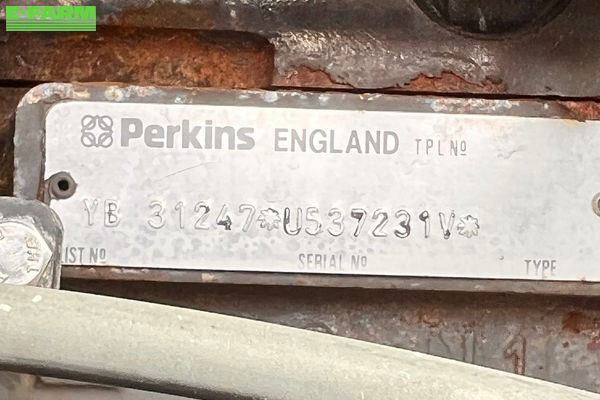 E-FARM
Perkins ENGLAND TPL Nº
YB 31247*U537231V*
LIST Nº SERIAL Nº TYPE